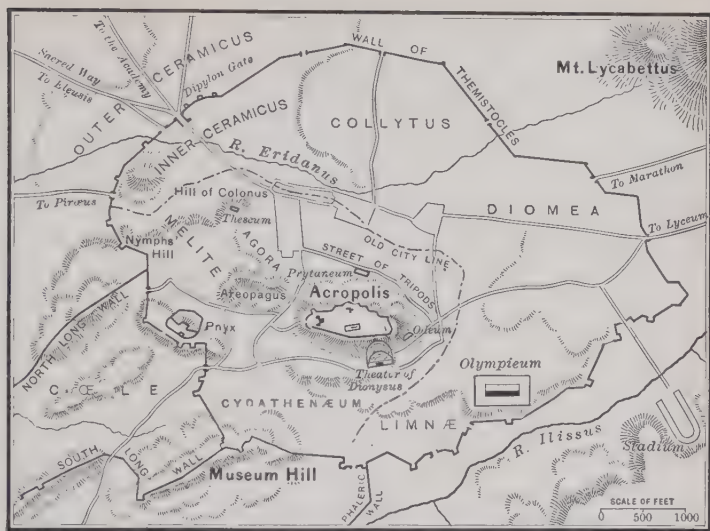 WALL OF THEMISTOCLES
Mt. Lycabettus
OUTER CERAMICUS
To the Academy
Sacred Way
To Eleusis
Dipylon Gate
INNER CERAMICUS
COLLYTUS
R. Eridanus
To Marathon
Hill of Colonus
To Piræus
Theseum
DIOMEA
To Lyceum
MELITE
AGORA
OLD CITY LINE
Nymphs
Hill
STREET OF TRIPODS
Prytaneum
Areopagus
Acropolis
Pnyx
Odeum
NORTH LONG WALL
Theater of
Dionysus
Olympieum
CŒLE
CYDATHENÆUM
LIMNÆ
R. Ilissus
Stadium
SOUTH LONG WALL
Museum Hill
PHALERIC
WALL
SCALE OF FEET
0 500 1000